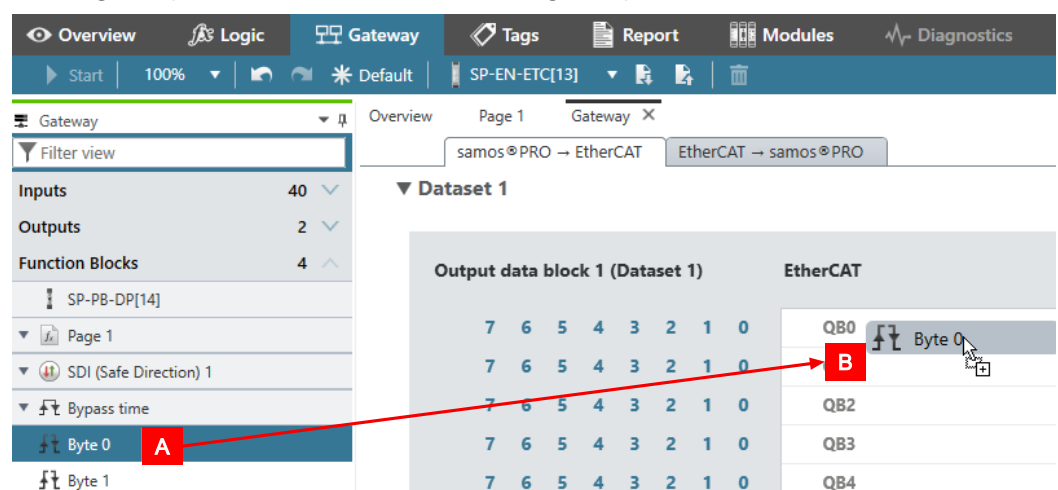 Overview Logic Gateway Tags Report Modules Diagnostics
Start 100% Default SP-EN-ETC[13]
Gateway
Filter view
Inputs 40
Outputs 2
Function Blocks 4
SP-PB-DP[14]
Page 1
SDI (Safe Direction) 1
Bypass time
Byte 0 A
Byte 1
Overview Page 1 Gateway
samos®PRO → EtherCAT EtherCAT → samos®PRO
Dataset 1
Output data block 1 (Dataset 1) EtherCAT
7 6 5 4 3 2 1 0 QB0 Byte 0
7 6 5 4 3 2 1 0 B
7 6 5 4 3 2 1 0 QB2
7 6 5 4 3 2 1 0 QB3
7 6 5 4 3 2 1 0 QB4